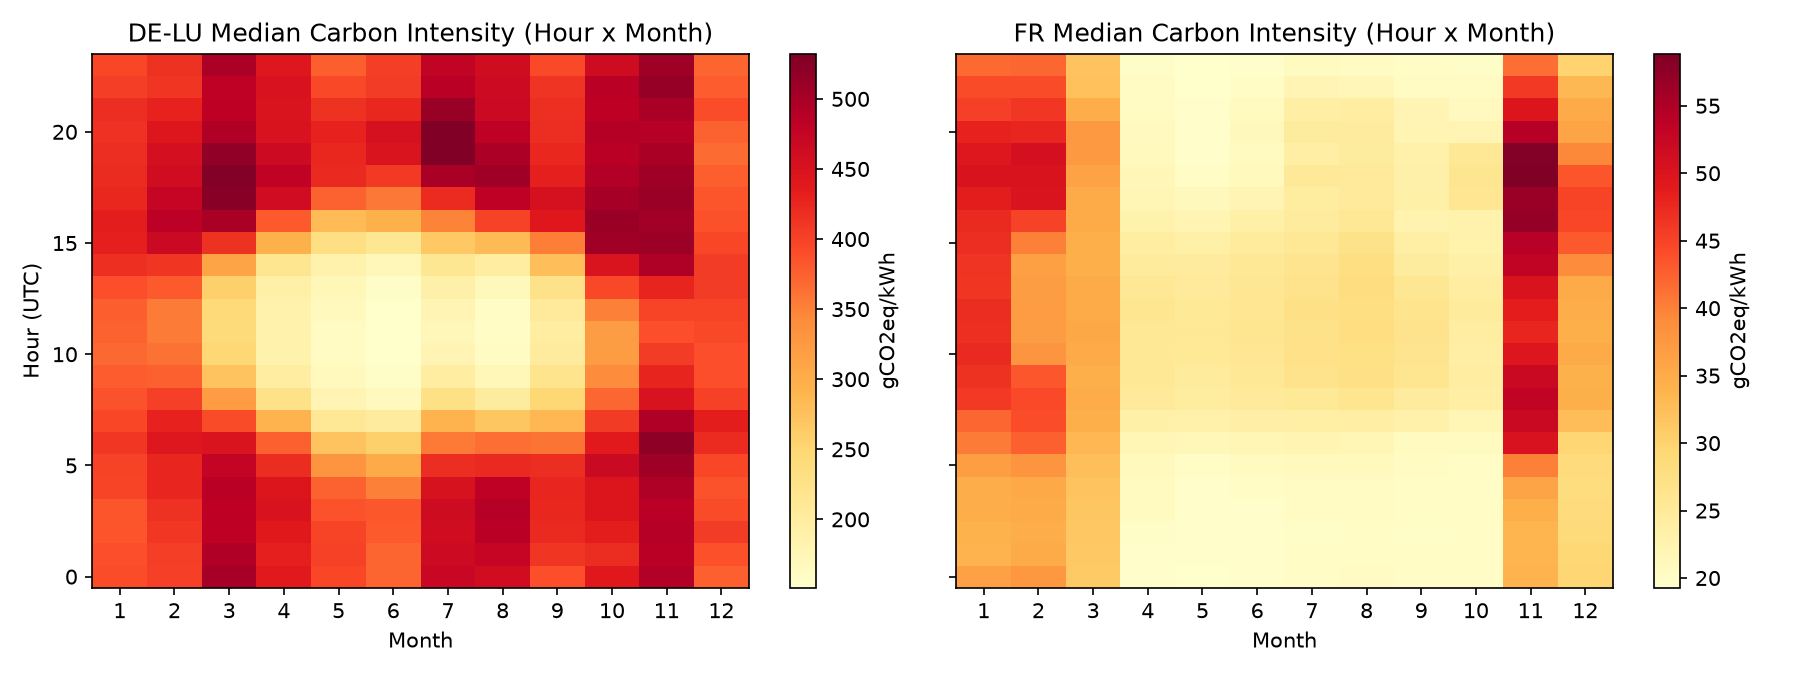 DE-LU Median Carbon Intensity (Hour x Month)
Hour (UTC)
20
15
10
5
0
1 2 3 4 5 6 7 8 9 10 11 12
Month
500
450
400
350
300
250
200
gCO2eq/kWh
FR Median Carbon Intensity (Hour x Month)
1 2 3 4 5 6 7 8 9 10 11 12
Month
55
50
45
40
35
30
25
20
gCO2eq/kWh